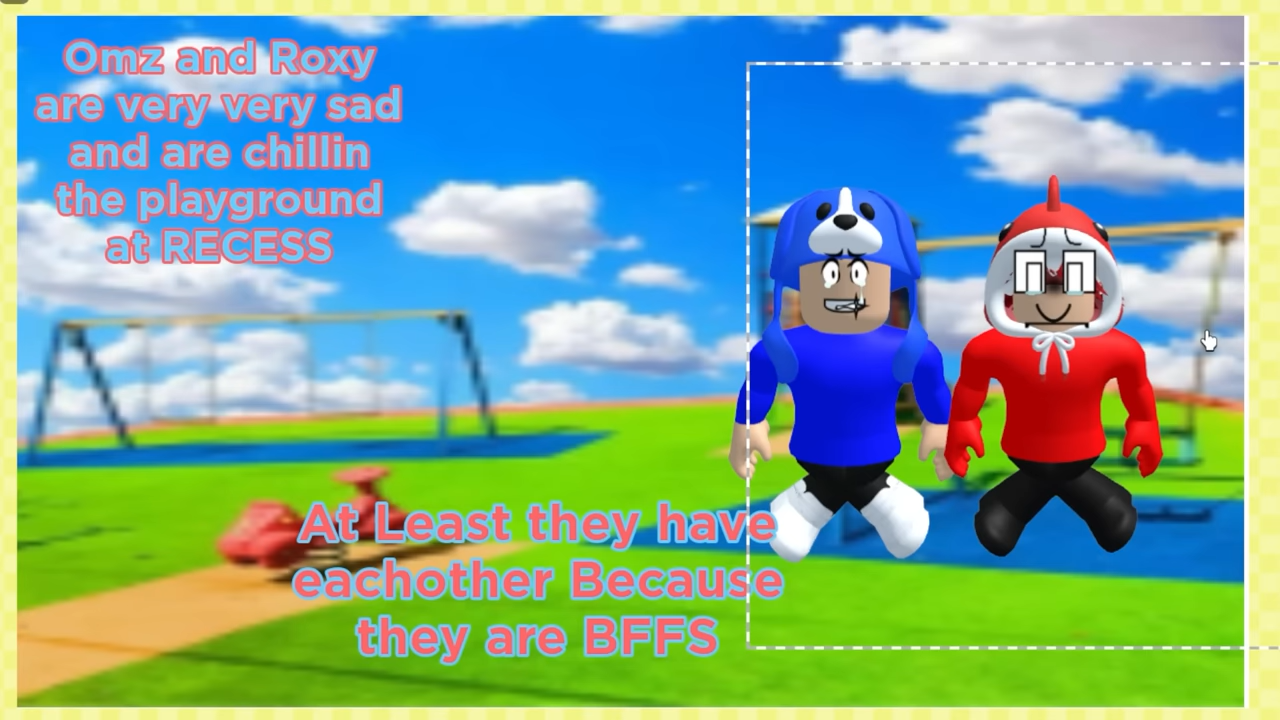 Omz and Roxy
are very very sad
and are chillin
the playground
at RECESS
At Least they have
eachother Because
they are BFFS